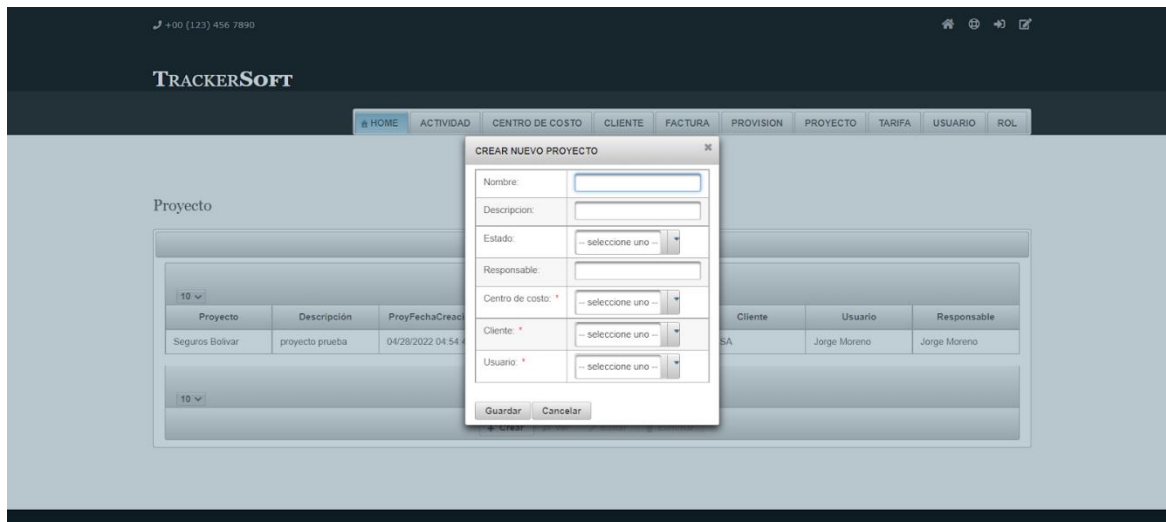 +00 (123) 456 7890
TRACKERSOFT
HOME ACTIVIDAD CENTRO DE COSTO CLIENTE FACTURA PROVISION PROYECTO TARIFA USUARIO ROL
CREAR NUEVO PROYECTO
Nombre:
Descripcion:
Estado: -- seleccione uno --
Responsable:
Centro de costo: * -- seleccione uno --
Cliente: * -- seleccione uno --
Usuario: * -- seleccione uno --
Guardar Cancelar
Proyecto
10
Proyecto Descripción ProyFechaCreaci Cliente Usuario Responsable
Seguros Bolivar proyecto prueba 04/28/2022 04:54 SA Jorge Moreno Jorge Moreno
10
Crear